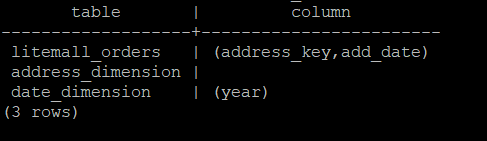 table | column
-------------------+------------------------
litemall_orders | (address_key,add_date)
address_dimension |
date_dimension | (year)
(3 rows)